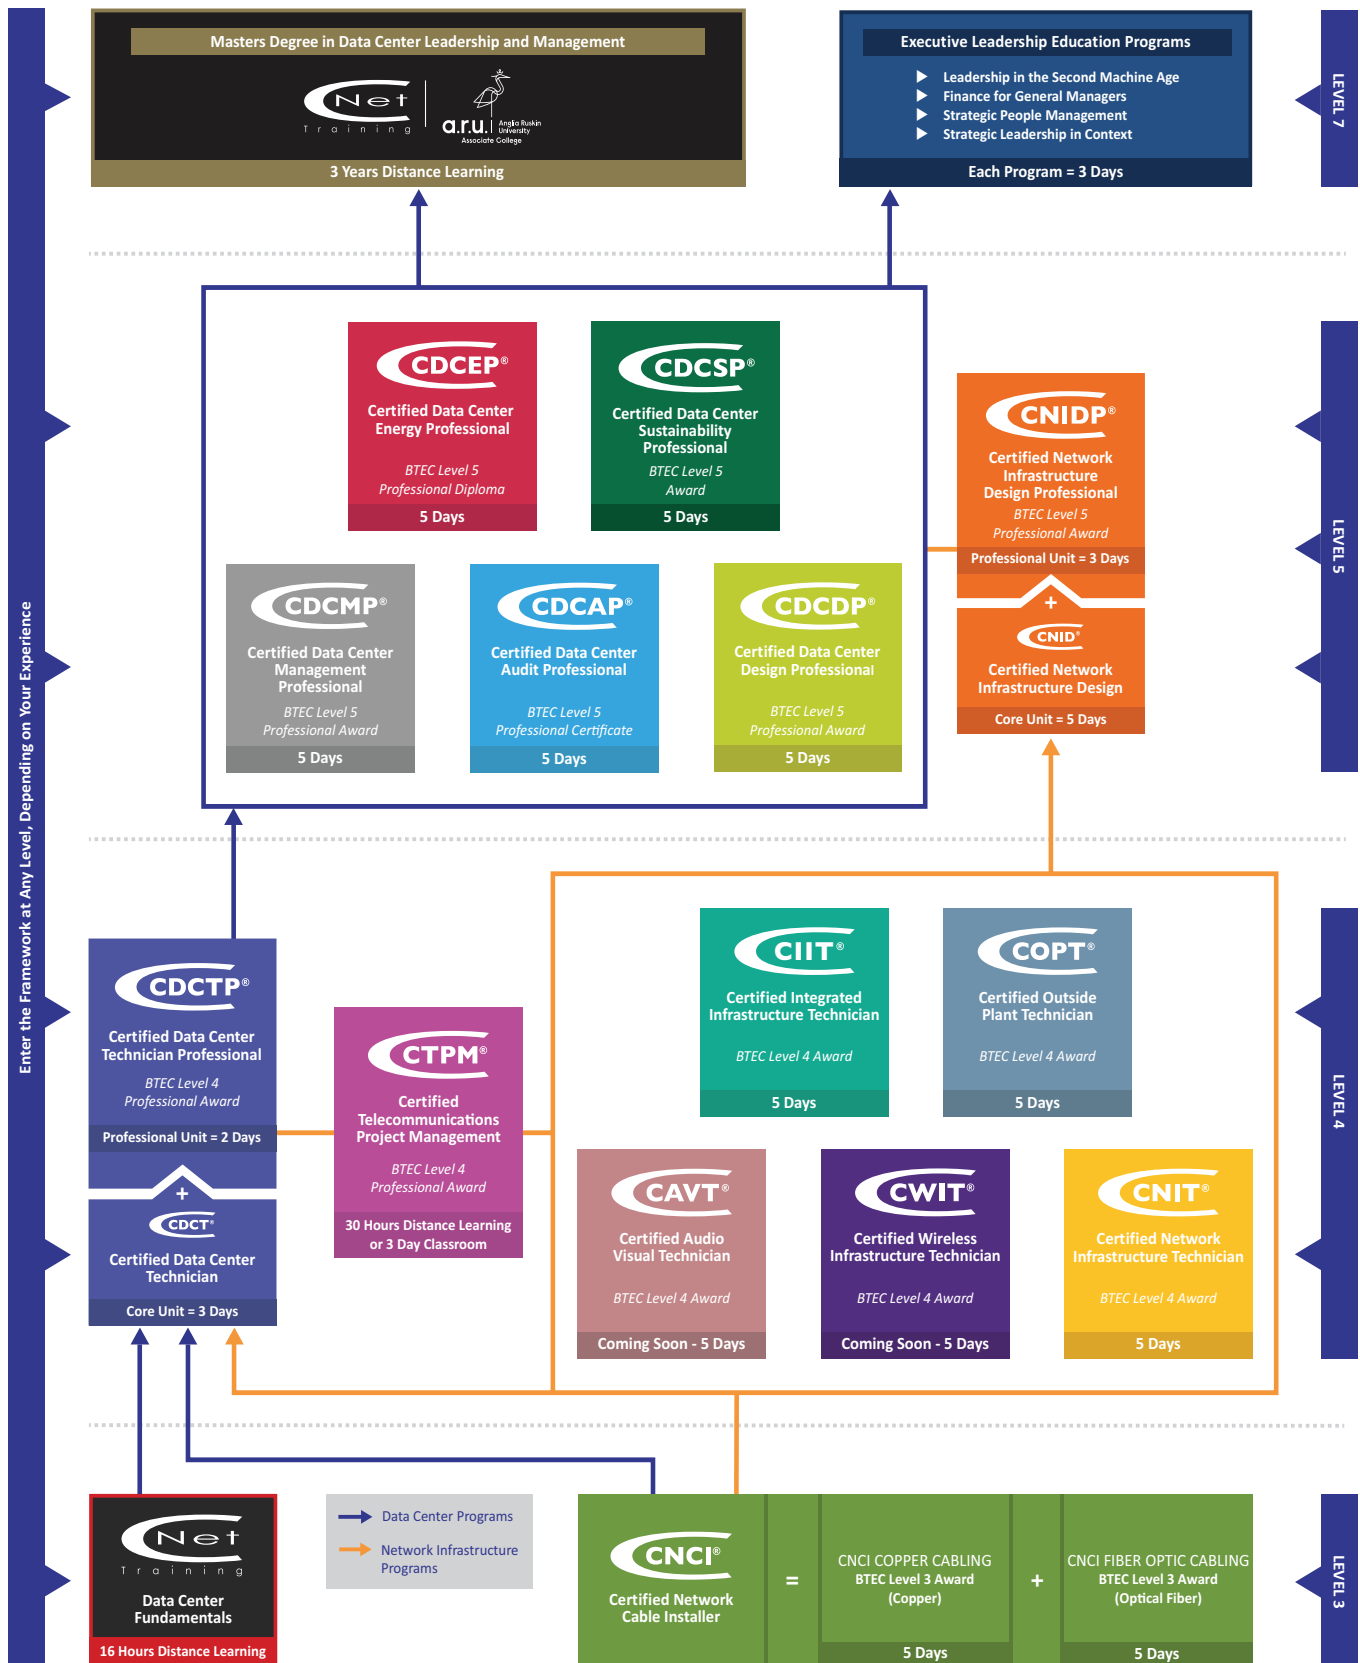 Masters Degree in Data Center Leadership and Management
CNet
Training
a.r.u.
Anglia Ruskin
University
Associate College
3 Years Distance Learning
Executive Leadership Education Programs
Leadership in the Second Machine Age
Finance for General Managers
Strategic People Management
Strategic Leadership in Context
Each Program = 3 Days
LEVEL 7
Enter the Framework at Any Level, Depending on Your Experience
CDCEP®
Certified Data Center
Energy Professional
BTEC Level 5
Professional Diploma
5 Days
CDCSP®
Certified Data Center
Sustainability
Professional
BTEC Level 5
Award
5 Days
CNIDP®
Certified Network
Infrastructure
Design Professional
BTEC Level 5
Professional Award
Professional Unit = 3 Days
+
CNID®
Certified Network
Infrastructure Design
Core Unit = 5 Days
LEVEL 5
CDCMP®
Certified Data Center
Management
Professional
BTEC Level 5
Professional Award
5 Days
CDCAP®
Certified Data Center
Audit Professional
BTEC Level 5
Professional Certificate
5 Days
CDCDP®
Certified Data Center
Design Professional
BTEC Level 5
Professional Award
5 Days
CDCTP®
Certified Data Center
Technician Professional
BTEC Level 4
Professional Award
Professional Unit = 2 Days
+
CDCT®
Certified Data Center
Technician
Core Unit = 3 Days
CTPM®
Certified
Telecommunications
Project Management
BTEC Level 4
Professional Award
30 Hours Distance Learning
or 3 Day Classroom
CIIT®
Certified Integrated
Infrastructure Technician
BTEC Level 4 Award
5 Days
COPT®
Certified Outside
Plant Technician
BTEC Level 4 Award
5 Days
LEVEL 4
CAVT®
Certified Audio
Visual Technician
BTEC Level 4 Award
Coming Soon - 5 Days
CWIT®
Certified Wireless
Infrastructure Technician
BTEC Level 4 Award
Coming Soon - 5 Days
CNIT®
Certified Network
Infrastructure Technician
BTEC Level 4 Award
5 Days
CNet
Training
Data Center
Fundamentals
16 Hours Distance Learning
Data Center Programs
Network Infrastructure
Programs
CNCI®
Certified Network
Cable Installer
=
CNCI COPPER CABLING
BTEC Level 3 Award
(Copper)
5 Days
+
CNCI FIBER OPTIC CABLING
BTEC Level 3 Award
(Optical Fiber)
5 Days
LEVEL 3